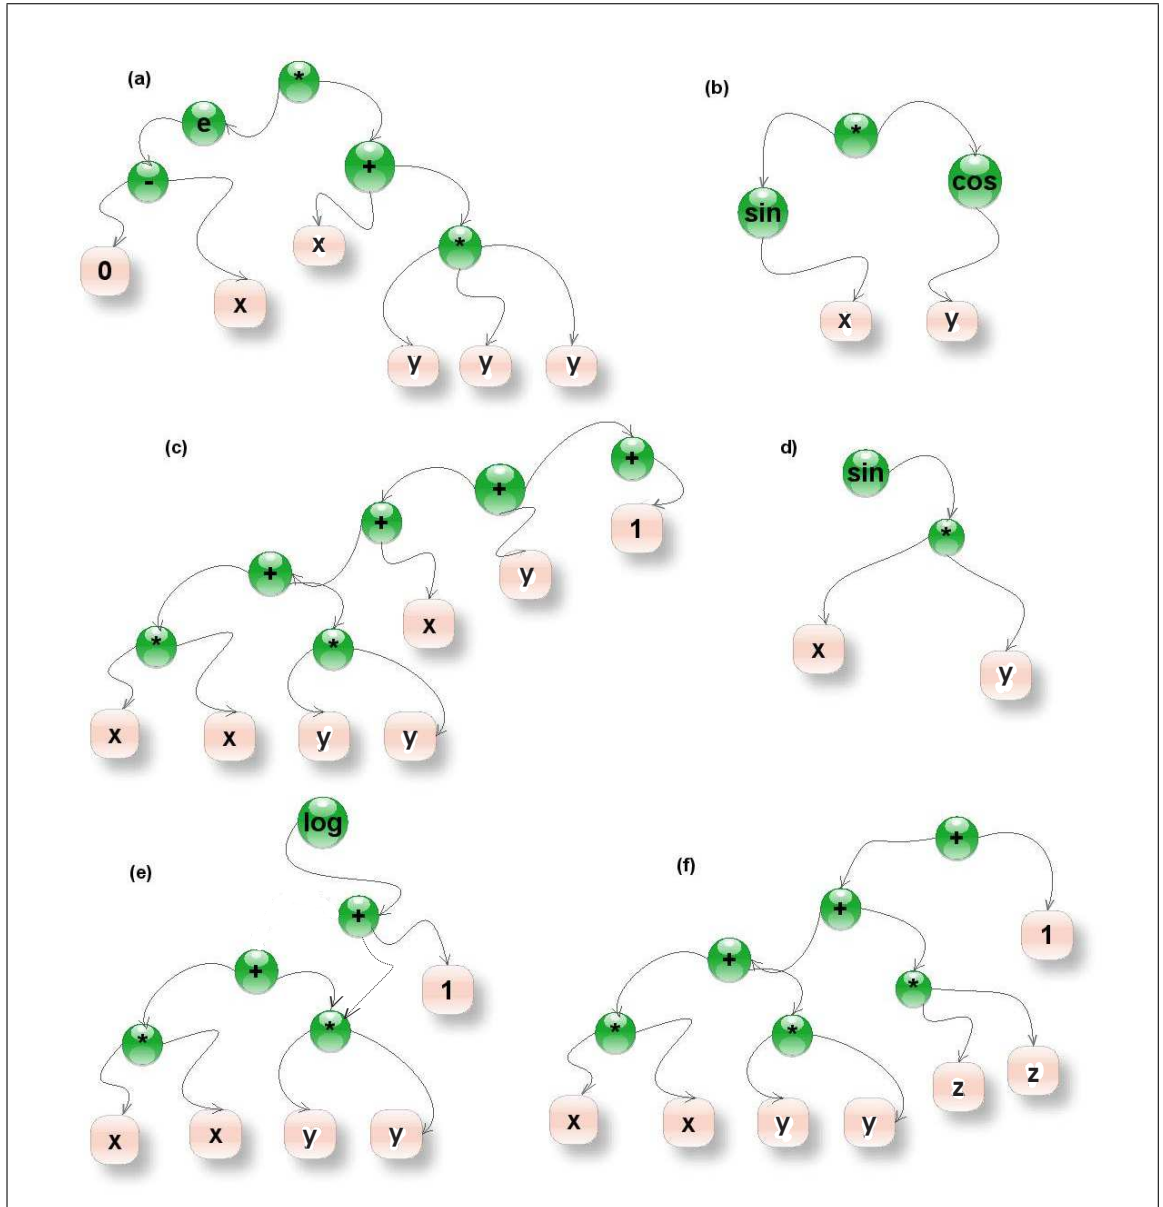 (a)
*
e
-
+
0
x
x
*
y y y
(b)
*
sin
cos
x
y
(c)
+
+
1
+
y
+
x
*
*
x
x
y
y
d)
sin
*
x
y
(e)
log
+
1
+
*
*
x
x
y
y
(f)
+
1
+
+
*
*
*
z
z
x
x
y
y